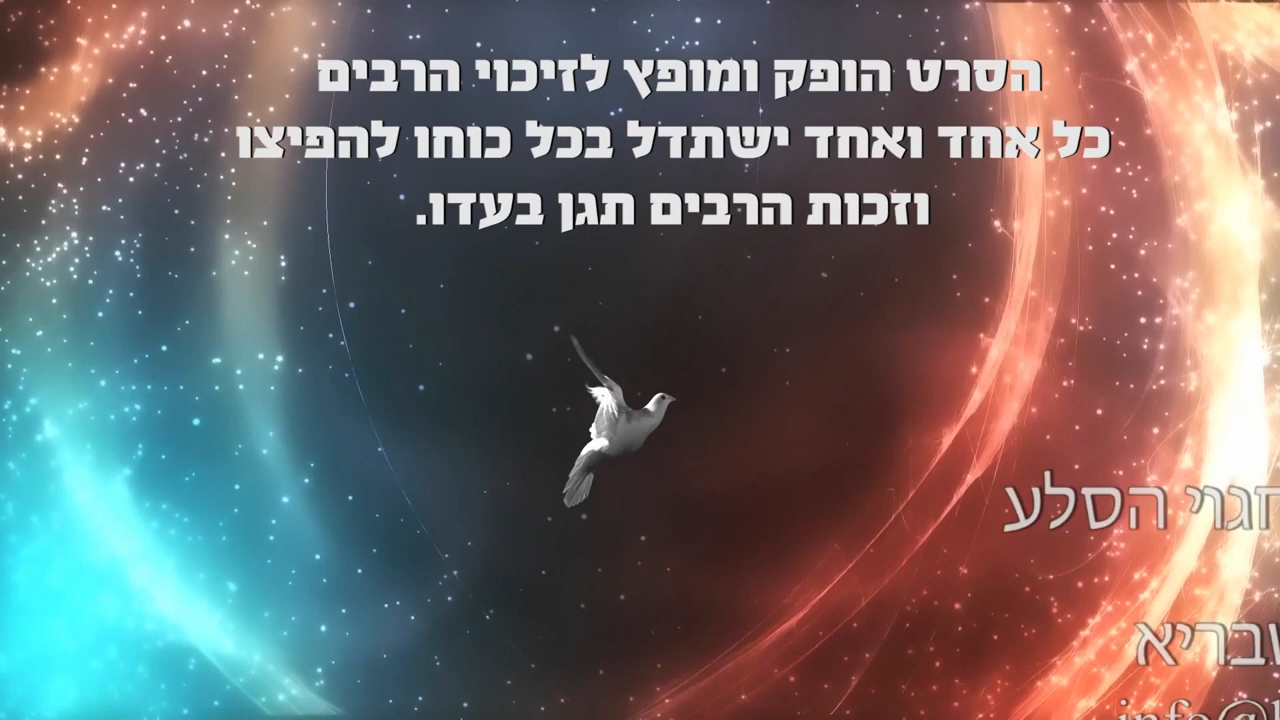 הסרט הופק ומופץ לזיכוי הרבים
כל אחד ואחד ישתדל בכל כוחו להפיצו
וזכות הרבים תגן בעדו.
חגוי הסלע